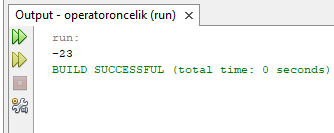 Output - operatoroncelik (run) ×
run:
-23
BUILD SUCCESSFUL (total time: 0 seconds)